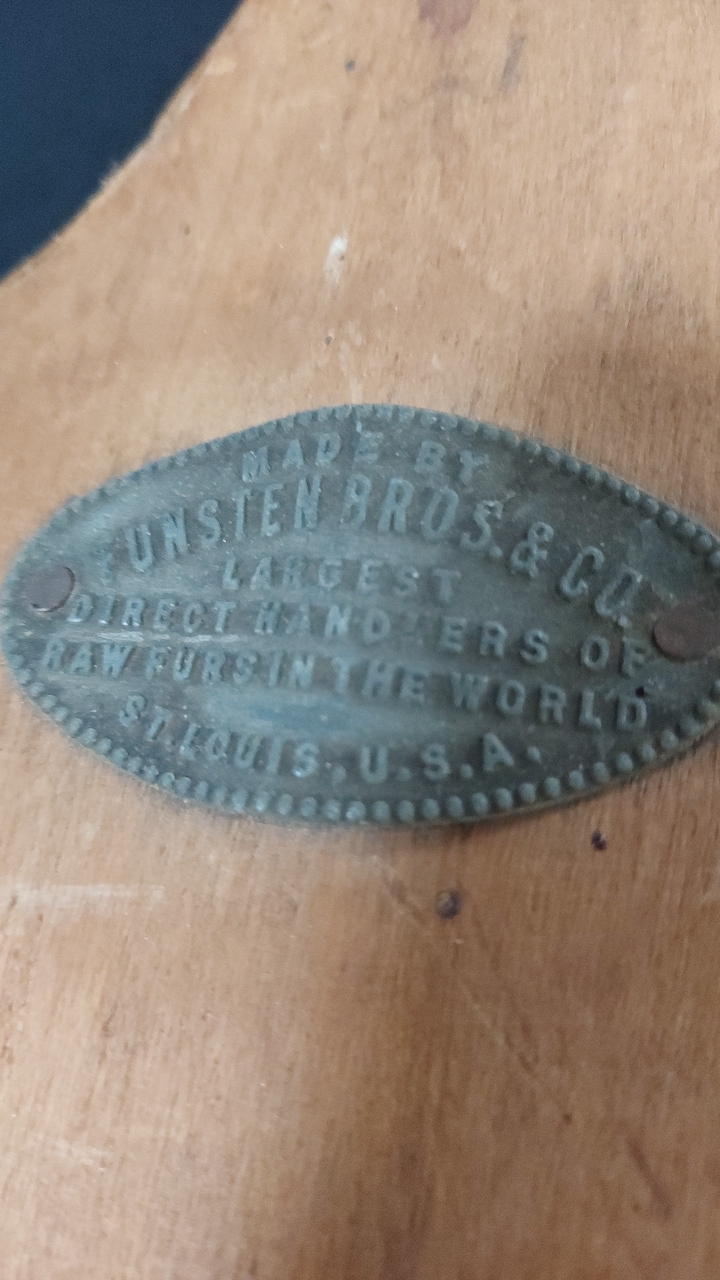 MADE BY
FUNSTEN BROS. & CO.
LARGEST
DIRECT HANDLERS OF
RAW FURS IN THE WORLD
ST. LOUIS, U.S.A.